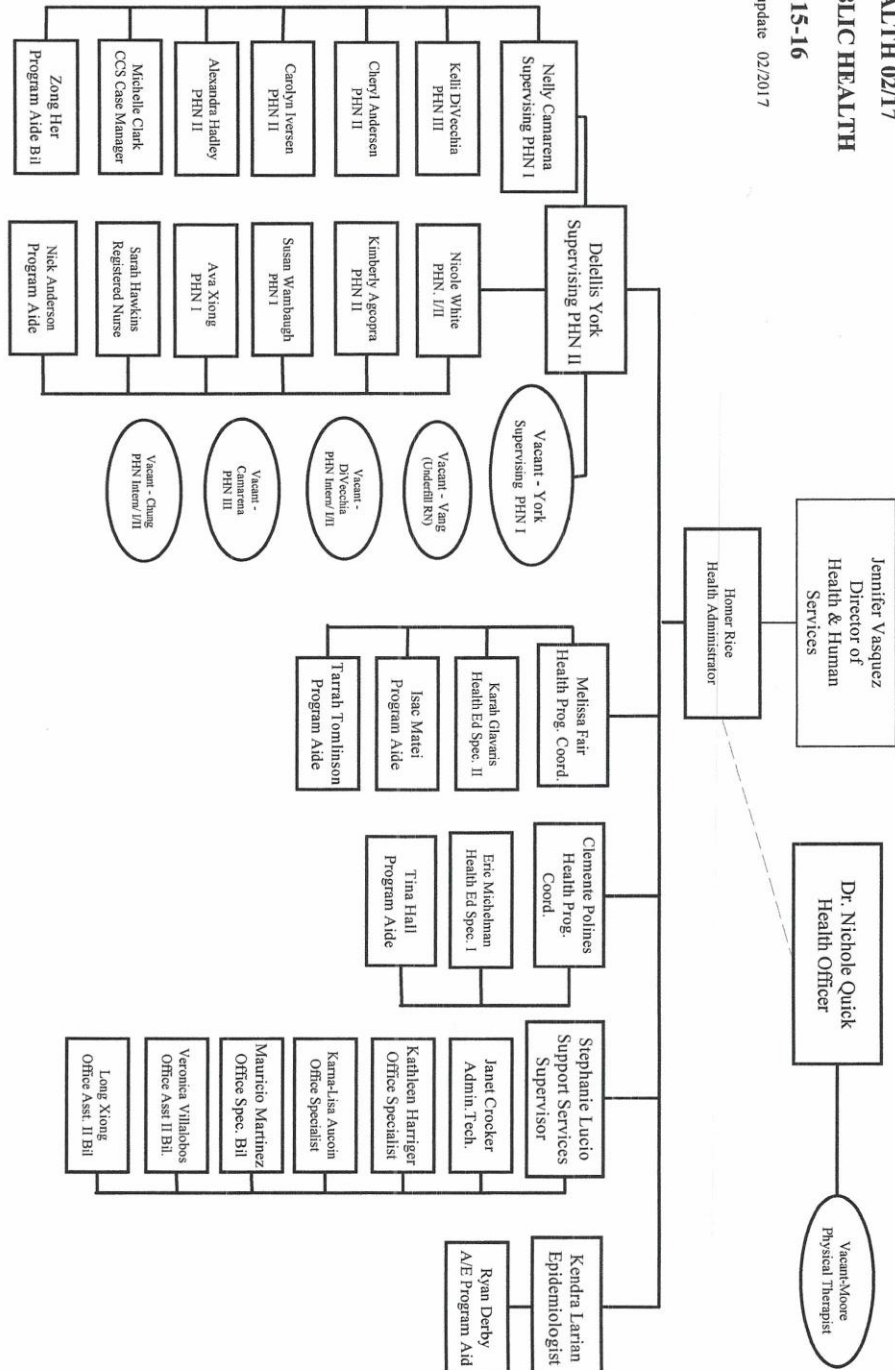 ALTH 02/17
BLIC HEALTH
15-16
update 02/2017
Jennifer Vasquez
Director of
Health & Human
Services
Dr. Nichole Quick
Health Officer
Vacant-Moore
Physical Therapist
Homer Rice
Health Administrator
Delellis York
Supervising PHN II
Nelly Camarena
Supervising PHN I
Kelli DiVecchia
PHN III
Cheryl Andersen
PHN II
Carolyn Iversen
PHN II
Alexandra Hadley
PHN II
Michelle Clark
CCS Case Manager
Zong Her
Program Aide Bil
Nicole White
PHN. I/II
Kimberly Agcopra
PHN II
Susan Wambaugh
PHN I
Ava Xiong
PHN I
Sarah Hawkins
Registered Nurse
Nick Anderson
Program Aide
Vacant - York
Supervising PHN I
Vacant - Vang
(Underfill RN)
Vacant -
DiVecchia
PHN Intern/ I/II
Vacant -
Camarena
PHN III
Vacant - Chung
PHN Intern/ I/II
Melissa Fair
Health Prog. Coord.
Karah Glavaris
Health Ed Spec. II
Isac Matei
Program Aide
Tarrah Tomlinson
Program Aide
Clemente Polines
Health Prog.
Coord.
Eric Michelman
Health Ed Spec. I
Tina Hall
Program Aide
Stephanie Lucio
Support Services
Supervisor
Janet Crocker
Admin.Tech.
Kathleen Harriger
Office Specialist
Karna-Lisa Aucoin
Office Specialist
Mauricio Martinez
Office Spec. Bil
Veronica Villalobos
Office Asst II Bil.
Long Xiong
Office Asst. II Bil
Kendra Larian
Epidemiologist
Ryan Derby
A/E Program Aid